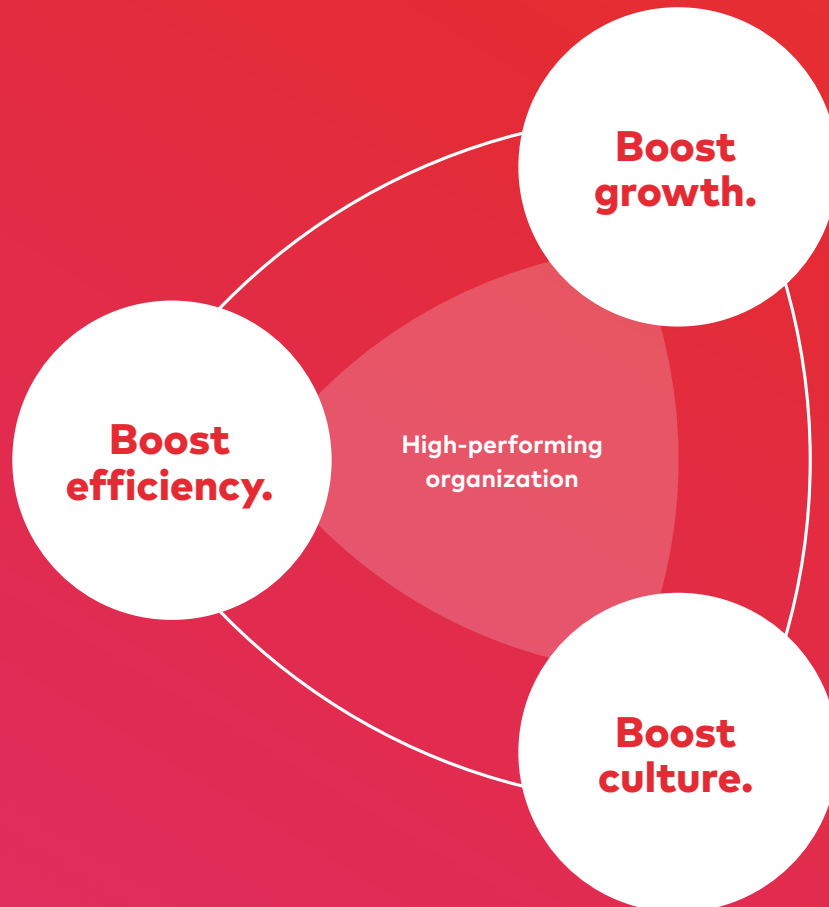 Boost
growth.
Boost
efficiency.
High-performing
organization
Boost
culture.